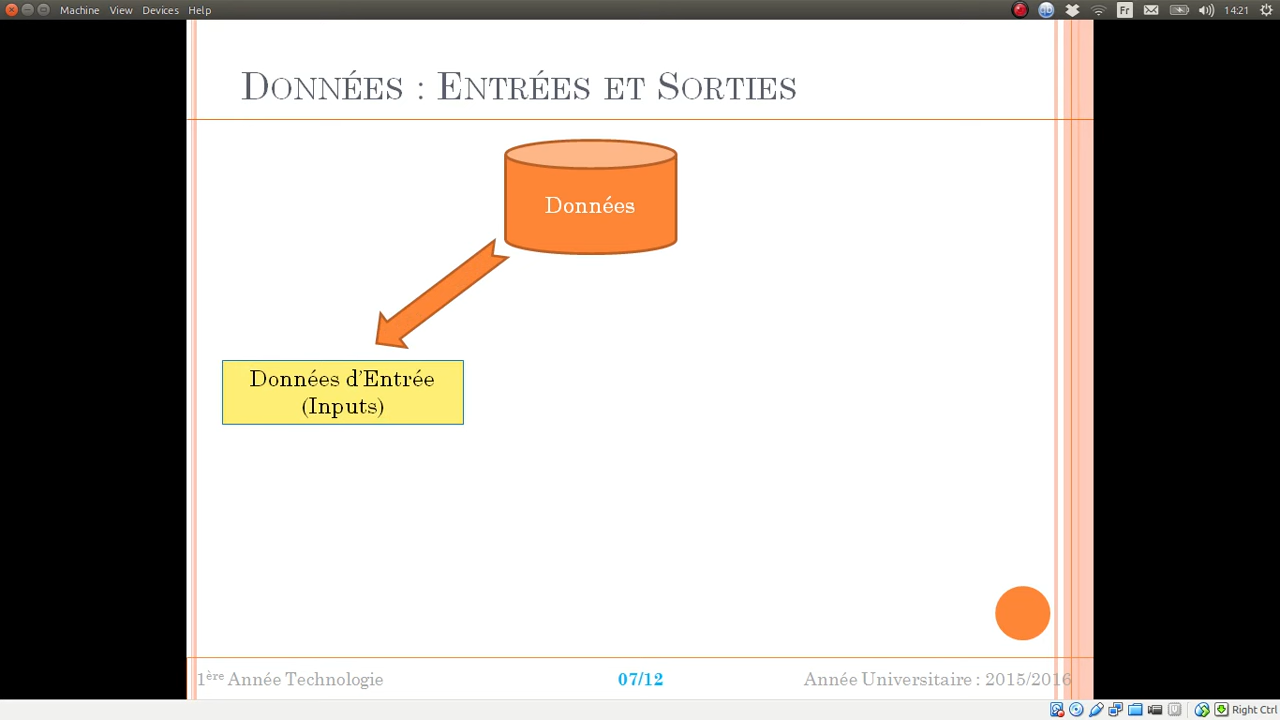 Machine View Devices Help
Fr
14:21
Données : Entrées et Sorties
Données
Données d'Entrée
(Inputs)
1ère Année Technologie
07/12
Année Universitaire : 2015/2016
Right Ctrl